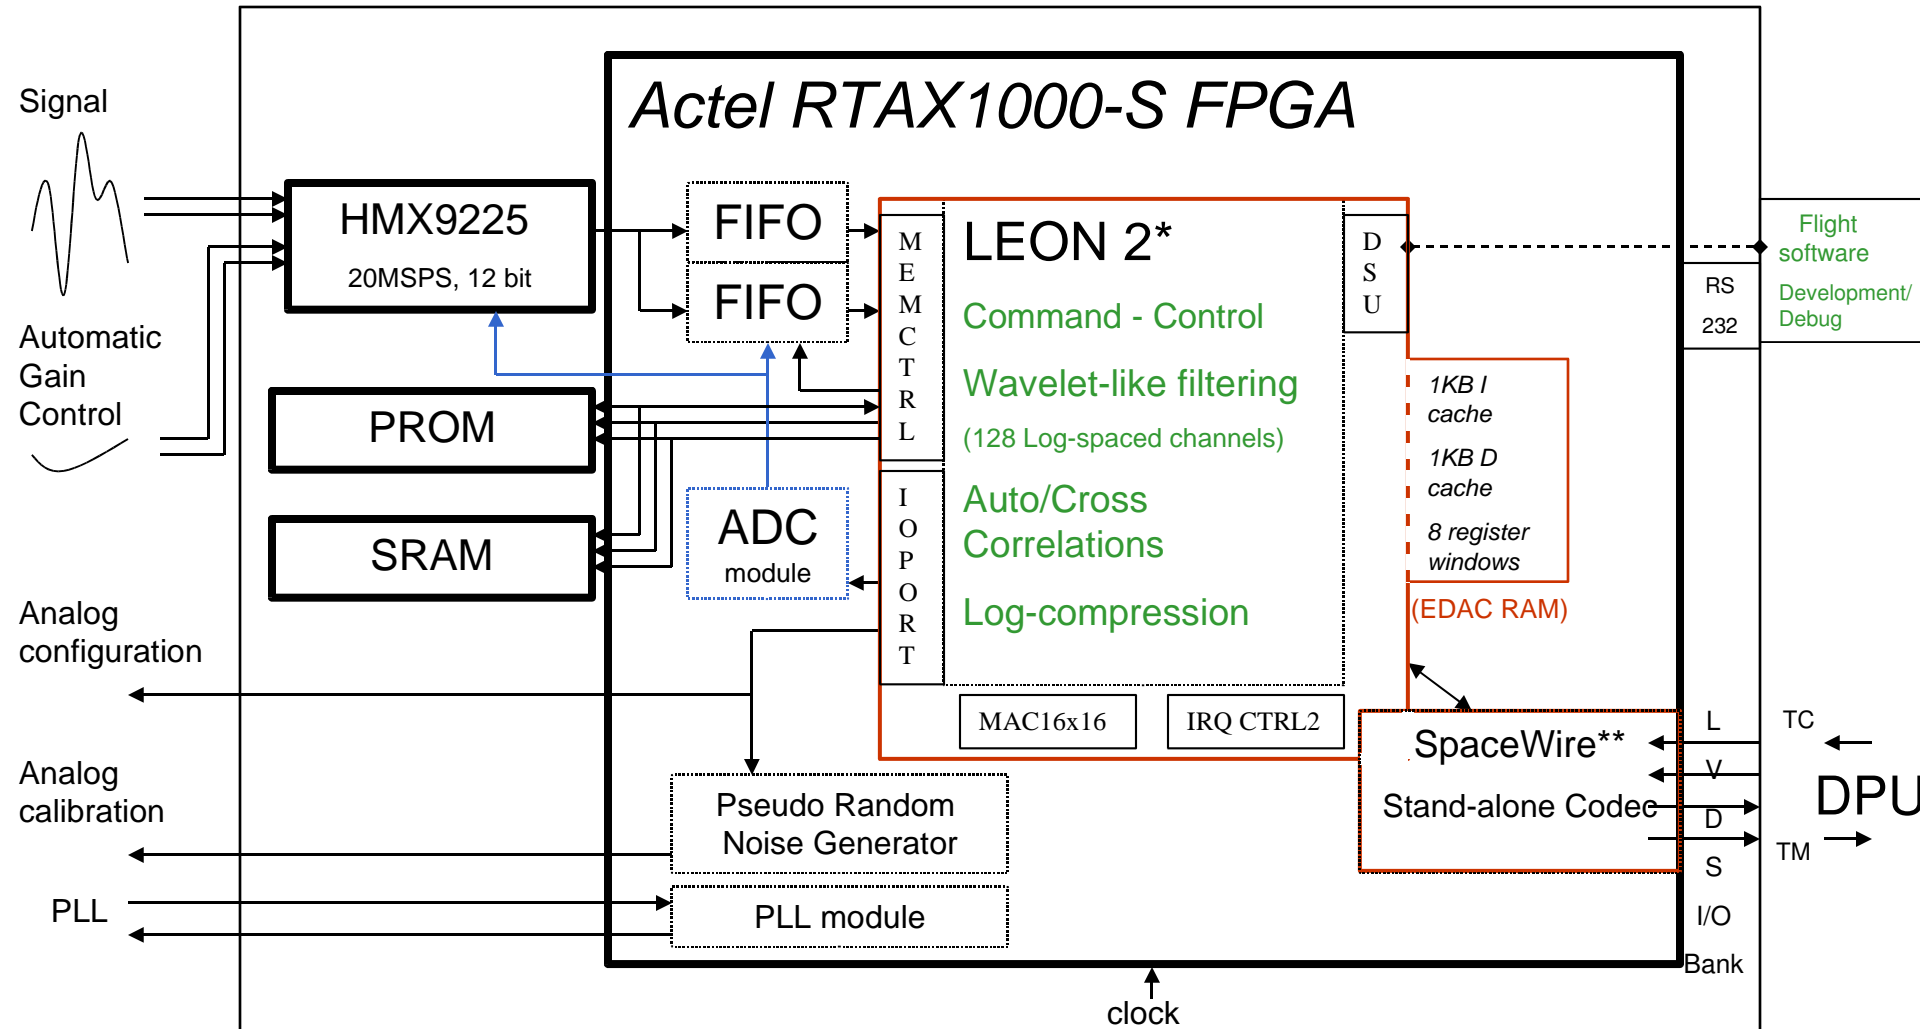 Actel RTAX1000-S FPGA
Signal
HMX9225
20MSPS, 12 bit
FIFO
FIFO
MEMCTRL
LEON 2*
Command - Control
Wavelet-like filtering
(128 Log-spaced channels)
Auto/Cross
Correlations
Log-compression
DSU
Flight
software
Development/
Debug
RS
232
Automatic
Gain
Control
PROM
SRAM
ADC
module
IOPORT
1KB I
cache
1KB D
cache
8 register
windows
(EDAC RAM)
MAC16x16
IRQ CTRL2
Analog
configuration
Analog
calibration
PLL
Pseudo Random
Noise Generator
PLL module
SpaceWire**
Stand-alone Codec
L
V
D
S
I/O
Bank
TC
DPU
TM
clock